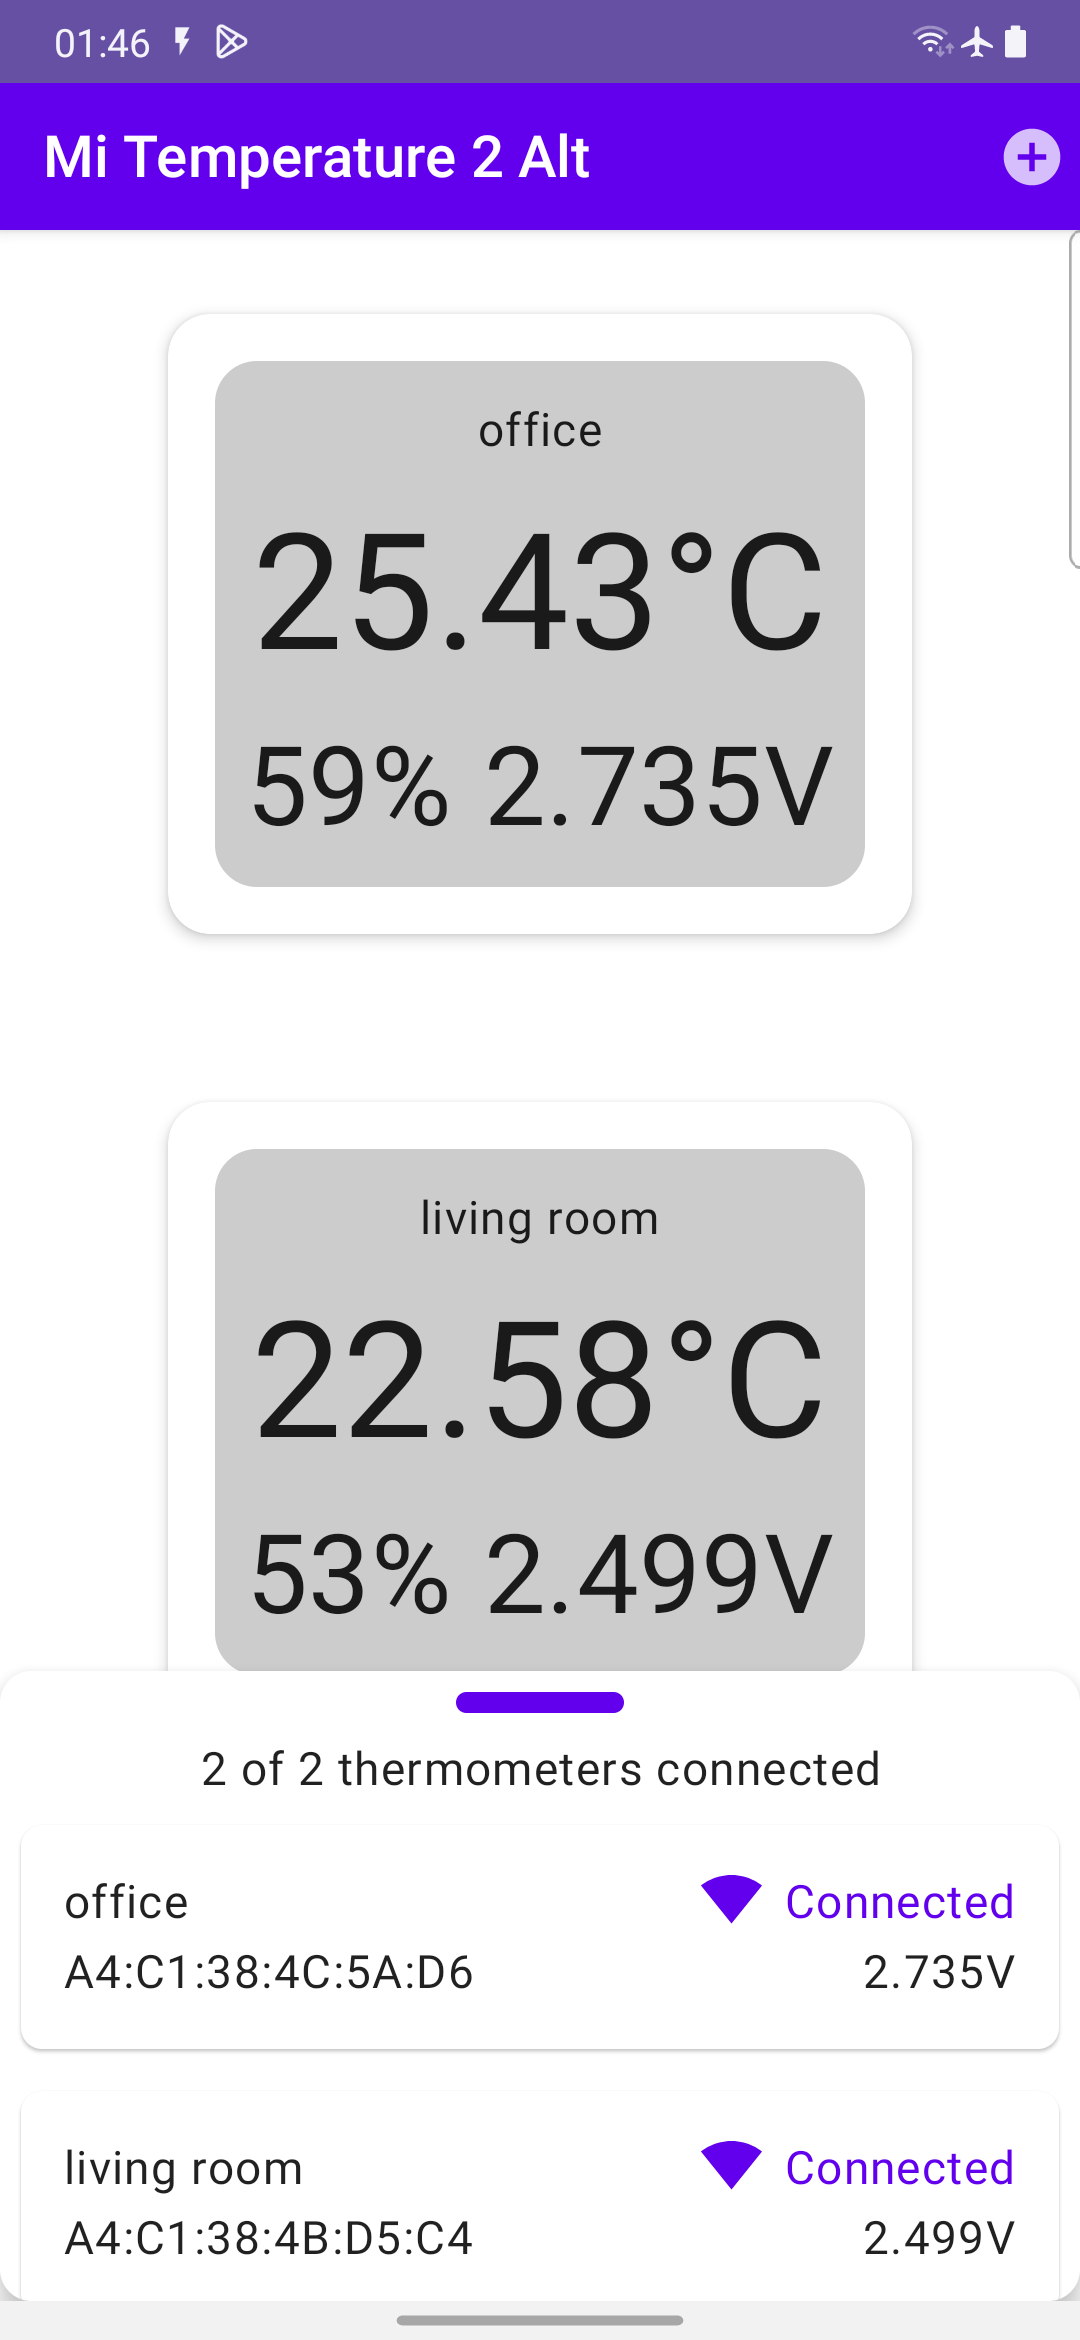 01:46
Mi Temperature 2 Alt
office
25.43°C
59% 2.735V
living room
22.58°C
53% 2.499V
2 of 2 thermometers connected
office Connected
A4:C1:38:4C:5A:D6 2.735V
living room Connected
A4:C1:38:4B:D5:C4 2.499V